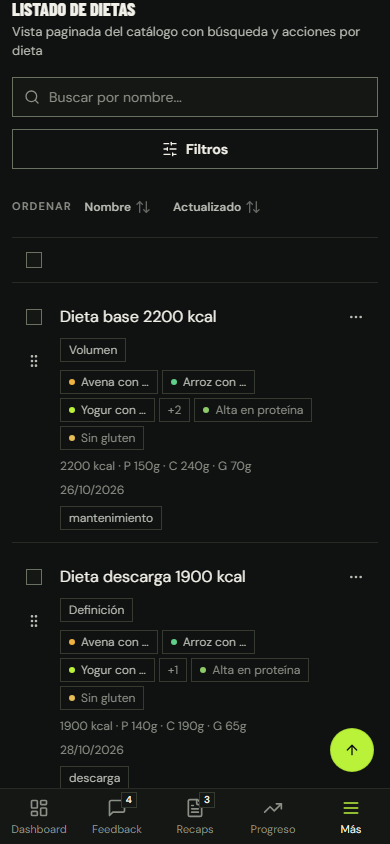 LISTADO DE DIETAS
Vista paginada del catálogo con búsqueda y acciones por
dieta
Buscar por nombre...
Filtros
ORDENAR Nombre Actualizado
Dieta base 2200 kcal
Volumen
Avena con ... Arroz con ...
Yogur con ... +2 Alta en proteína
Sin gluten
2200 kcal · P 150g · C 240g · G 70g
26/10/2026
mantenimiento
Dieta descarga 1900 kcal
Definición
Avena con ... Arroz con ...
Yogur con ... +1 Alta en proteína
Sin gluten
1900 kcal · P 140g · C 190g · G 65g
28/10/2026
descarga
4 3
Dashboard Feedback Recaps Progreso Más